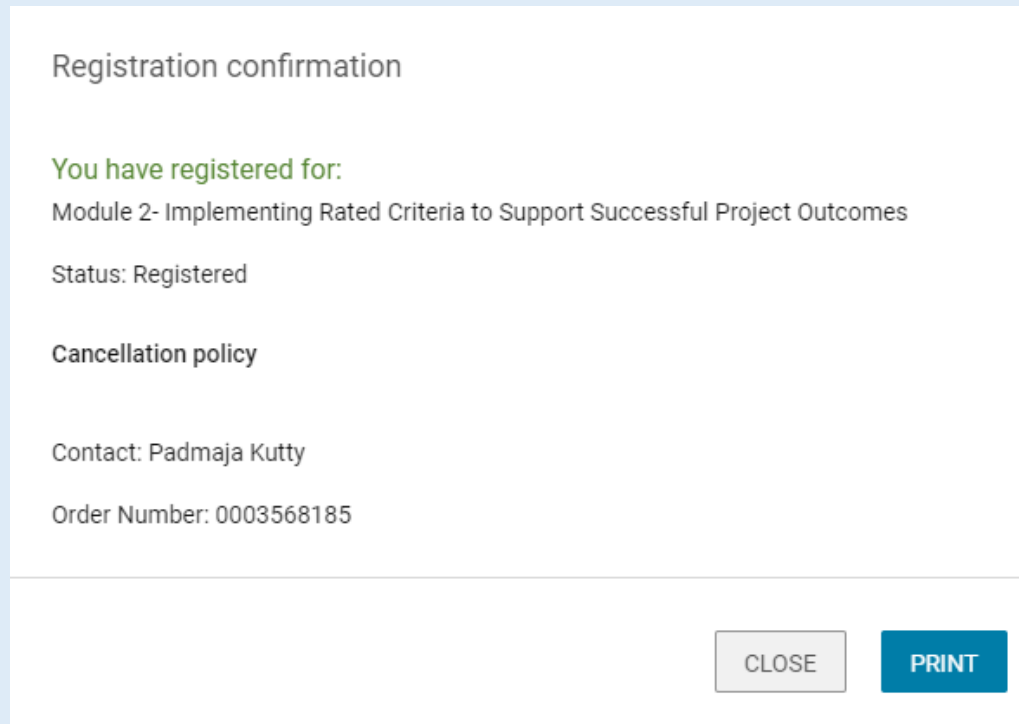 Registration confirmation
You have registered for:
Module 2- Implementing Rated Criteria to Support Successful Project Outcomes
Status: Registered
Cancellation policy
Contact: Padmaja Kutty
Order Number: 0003568185
CLOSE
PRINT